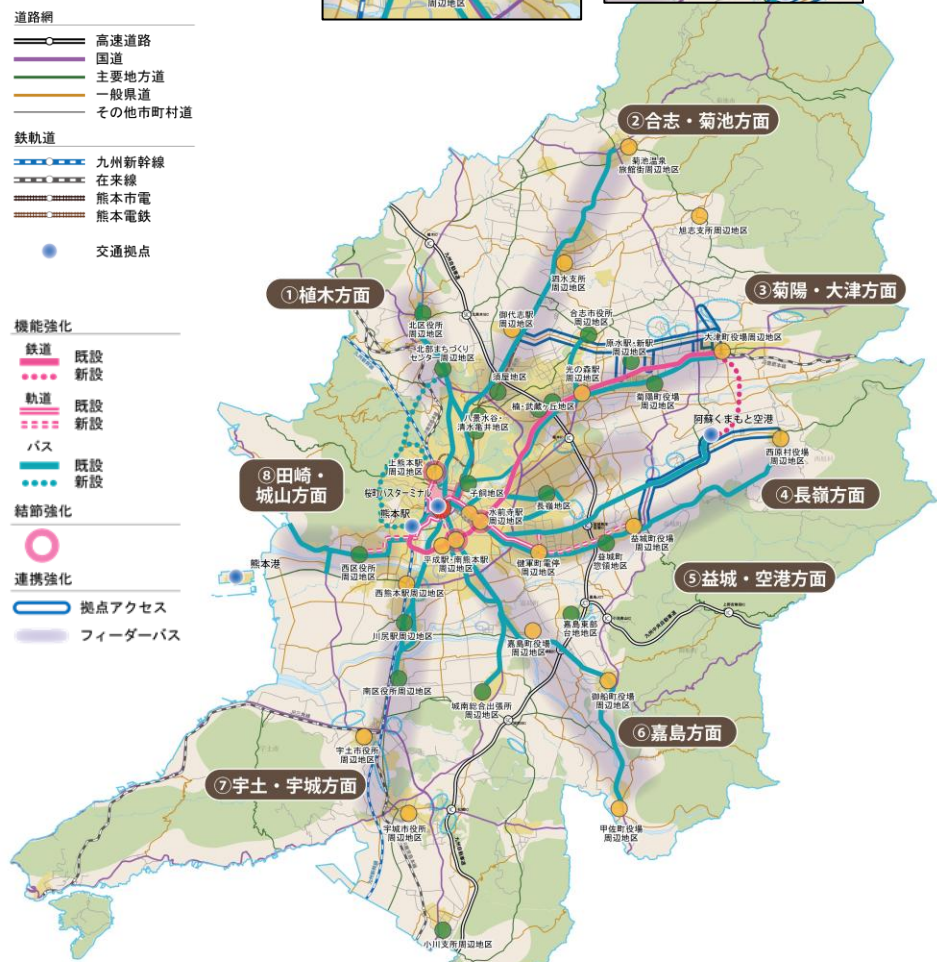 周辺地区
道路網
高速道路
国道
主要地方道
一般県道
その他市町村道
鉄軌道
九州新幹線
在来線
熊本市電
熊本電鉄
交通拠点
機能強化
鉄道
既設
新設
軌道
既設
新設
バス
既設
新設
結節強化
連携強化
拠点アクセス
フィーダーバス
②合志・菊池方面
菊池温泉
旅館街周辺地区
旭志支所周辺地区
泗水支所
周辺地区
③菊陽・大津方面
①植木方面
北区役所
周辺地区
御代志駅
周辺地区
合志市役所
周辺地区
原水駅・新駅
周辺地区
大津町役場周辺地区
北部まちづくり
センター周辺地区
須屋地区
光の森駅
周辺地区
菊陽町役場
周辺地区
楠・武蔵ヶ丘地区
八景水谷・
清水亀井地区
阿蘇くまもと空港
西原村役場
周辺地区
上熊本駅
周辺地区
⑧田崎・
城山方面
桜町バスターミナル
子飼地区
長嶺地区
④長嶺方面
熊本駅
水前寺駅
周辺地区
益城町役場
周辺地区
熊本港
西区役所
周辺地区
平成駅・南熊本駅
周辺地区
健軍町電停
周辺地区
益城町
惣領地区
⑤益城・空港方面
西熊本駅周辺地区
川尻駅周辺地区
嘉島町役場
周辺地区
嘉島東部
台地地区
九州中央自動車道
南区役所周辺地区
城南総合出張所
周辺地区
御船町役場
周辺地区
⑥嘉島方面
宇土市役所
周辺地区
⑦宇土・宇城方面
宇城市役所
周辺地区
甲佐町役場
周辺地区
九州自動車道
小川支所周辺地区